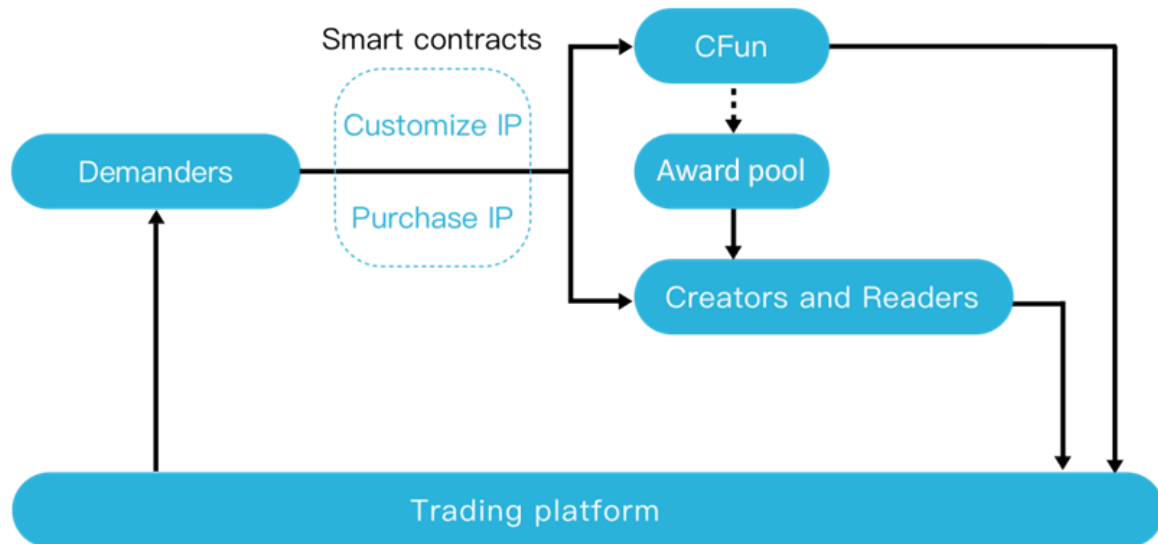 Smart contracts
CFun
Customize IP
Demanders
Award pool
Purchase IP
Creators and Readers
Trading platform